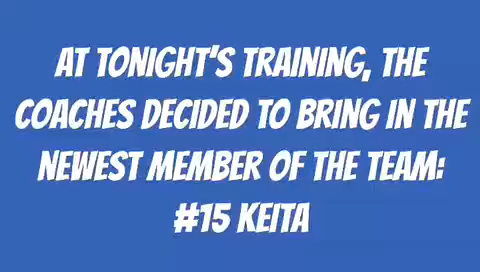 AT TONIGHT'S TRAINING, THE
COACHES DECIDED TO BRING IN THE
NEWEST MEMBER OF THE TEAM:
#15 KEITA